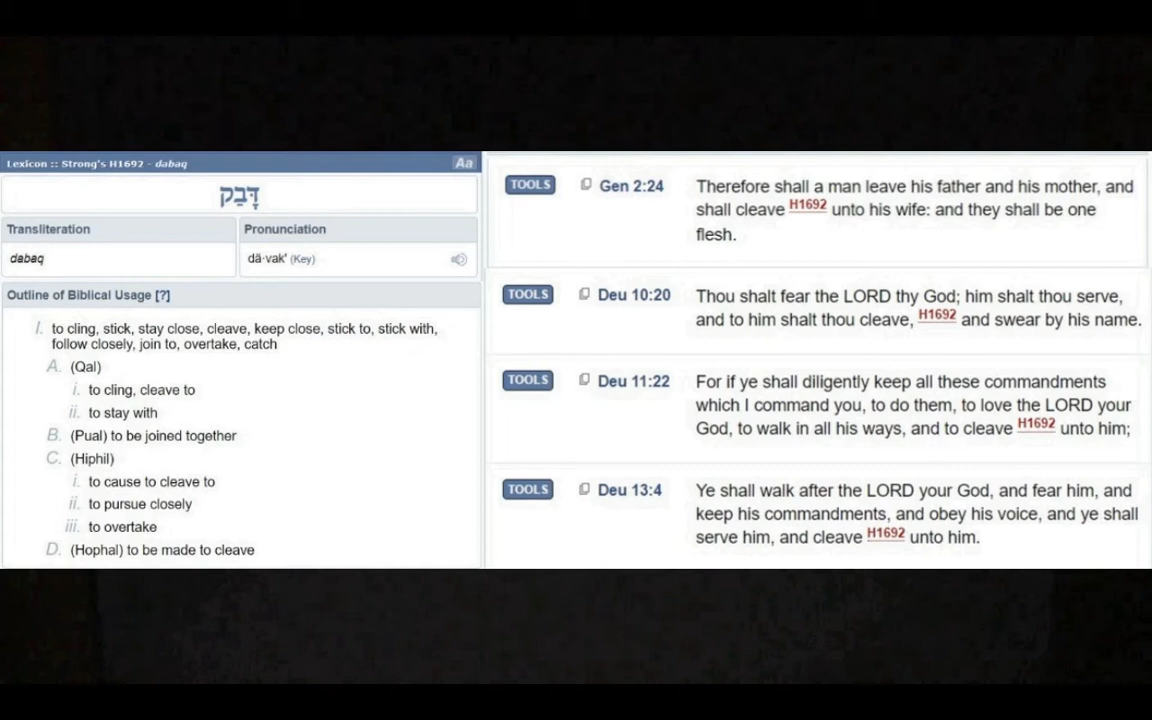 Lexicon :: Strong's H1692 - dabaq
Aa
דָּבַק
Transliteration
Pronunciation
dabaq
dä·vak' (Key)
Outline of Biblical Usage [?]
I. to cling, stick, stay close, cleave, keep close, stick to, stick with,
follow closely, join to, overtake, catch
A. (Qal)
i. to cling, cleave to
ii. to stay with
B. (Pual) to be joined together
C. (Hiphil)
i. to cause to cleave to
ii. to pursue closely
iii. to overtake
D. (Hophal) to be made to cleave
TOOLS Gen 2:24 Therefore shall a man leave his father and his mother, and
shall cleave H1692 unto his wife: and they shall be one
flesh.
TOOLS Deu 10:20 Thou shalt fear the LORD thy God; him shalt thou serve,
and to him shalt thou cleave, H1692 and swear by his name.
TOOLS Deu 11:22 For if ye shall diligently keep all these commandments
which I command you, to do them, to love the LORD your
God, to walk in all his ways, and to cleave H1692 unto him;
TOOLS Deu 13:4 Ye shall walk after the LORD your God, and fear him, and
keep his commandments, and obey his voice, and ye shall
serve him, and cleave H1692 unto him.